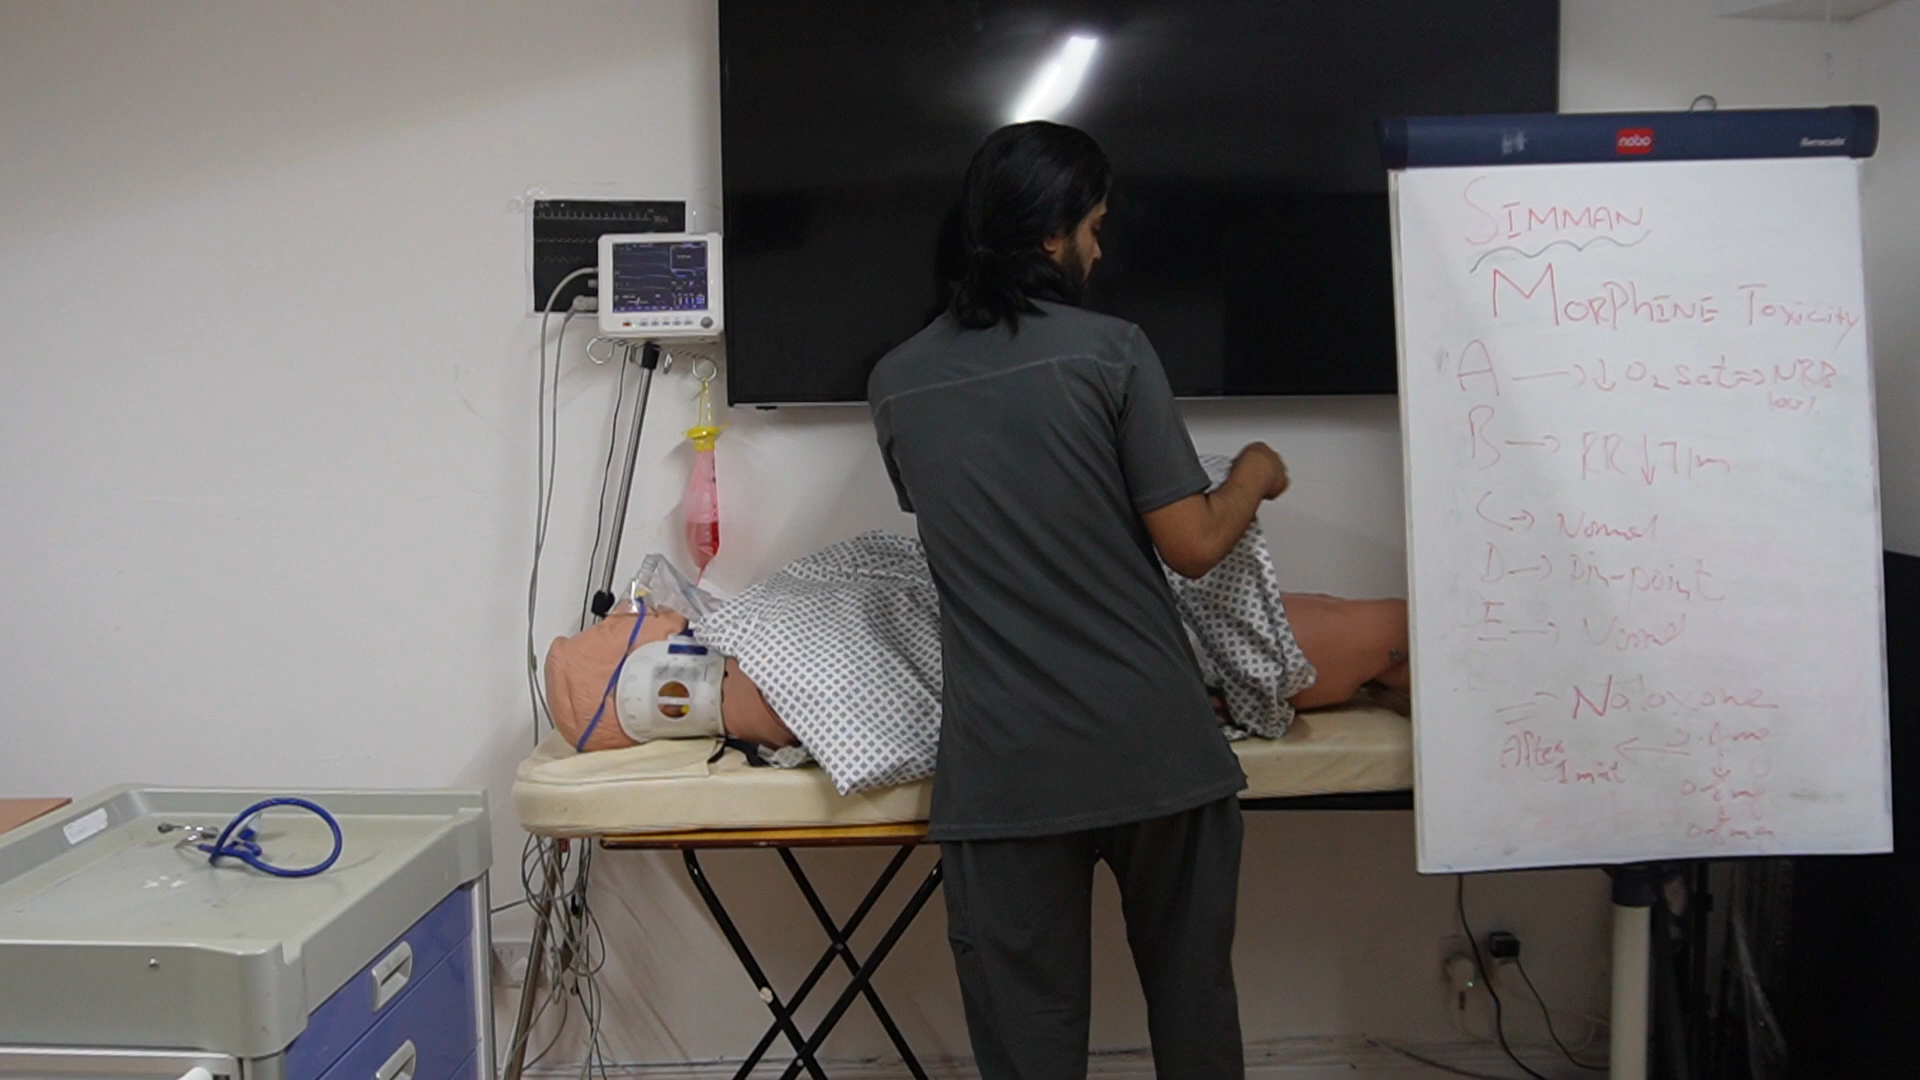 nobo
SIMMAN
MORPHINE Toxicity
A → ↓ O2 sat => NRB
100%
B → RR ↓ 7/m
C → Normal
D → Pin-point
E → Normal
=> Naloxone
After
1 min